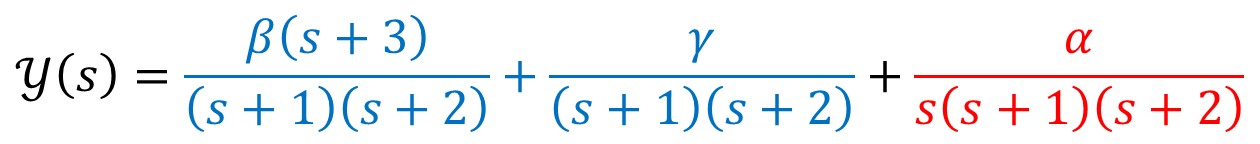 𝒴(s) = β(s + 3)/((s + 1)(s + 2)) + γ/((s + 1)(s + 2)) + α/(s(s + 1)(s + 2))